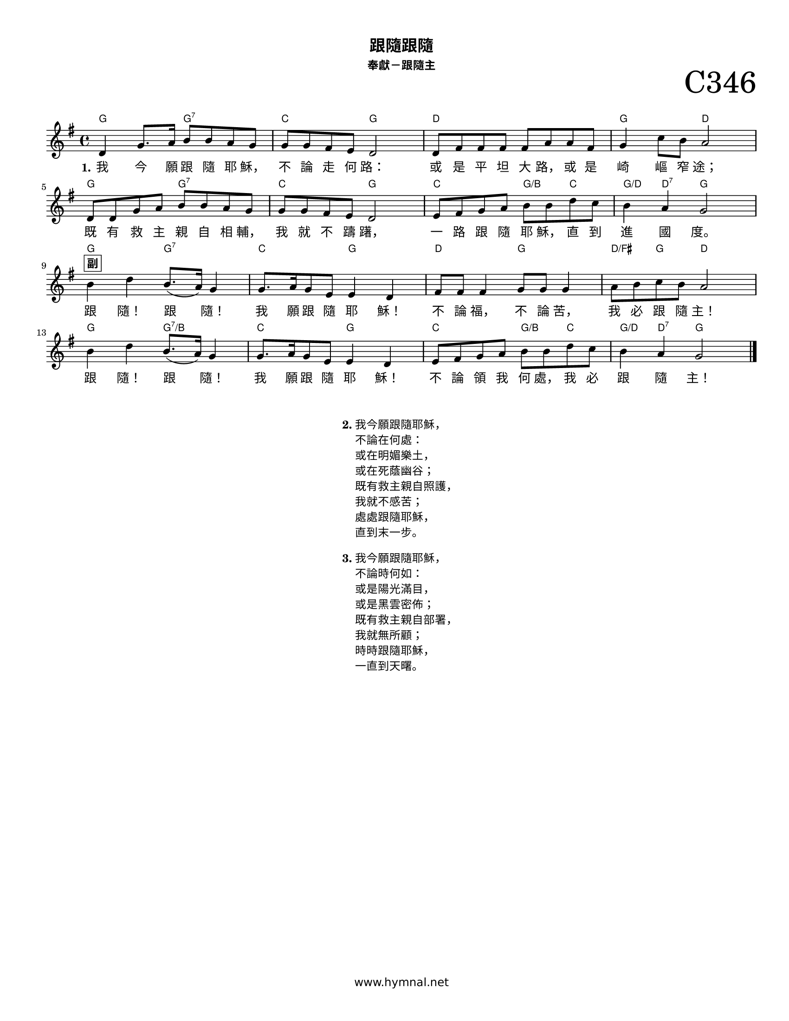 跟隨跟隨
奉獻－跟隨主
C346
G G7 C G D G D
1. 我 今 願 跟 隨 耶 穌， 不 論 走 何 路： 或 是 平 坦 大 路， 或 是 崎 嶇 窄 途；
5 G G7 C G C G/B C G/D D7 G
既 有 救 主 親 自 相 輔， 我 就 不 躊 躇， 一 路 跟 隨 耶 穌， 直 到 進 國 度。
G G7 C G D G D/F♯ G D
9 副
跟 隨！ 跟 隨！ 我 願 跟 隨 耶 穌！ 不 論 福， 不 論 苦， 我 必 跟 隨 主！
13 G G7/B C G C G/B C G/D D7 G
跟 隨！ 跟 隨！ 我 願 跟 隨 耶 穌！ 不 論 領 我 何 處， 我 必 跟 隨 主！
2. 我今願跟隨耶穌，
不論在何處：
或在明媚樂土，
或在死蔭幽谷；
既有救主親自照護，
我就不感苦；
處處跟隨耶穌，
直到末一步。
3. 我今願跟隨耶穌，
不論時何如：
或是陽光滿目，
或是黑雲密佈；
既有救主親自部署，
我就無所顧；
時時跟隨耶穌，
一直到天曙。
www.hymnal.net